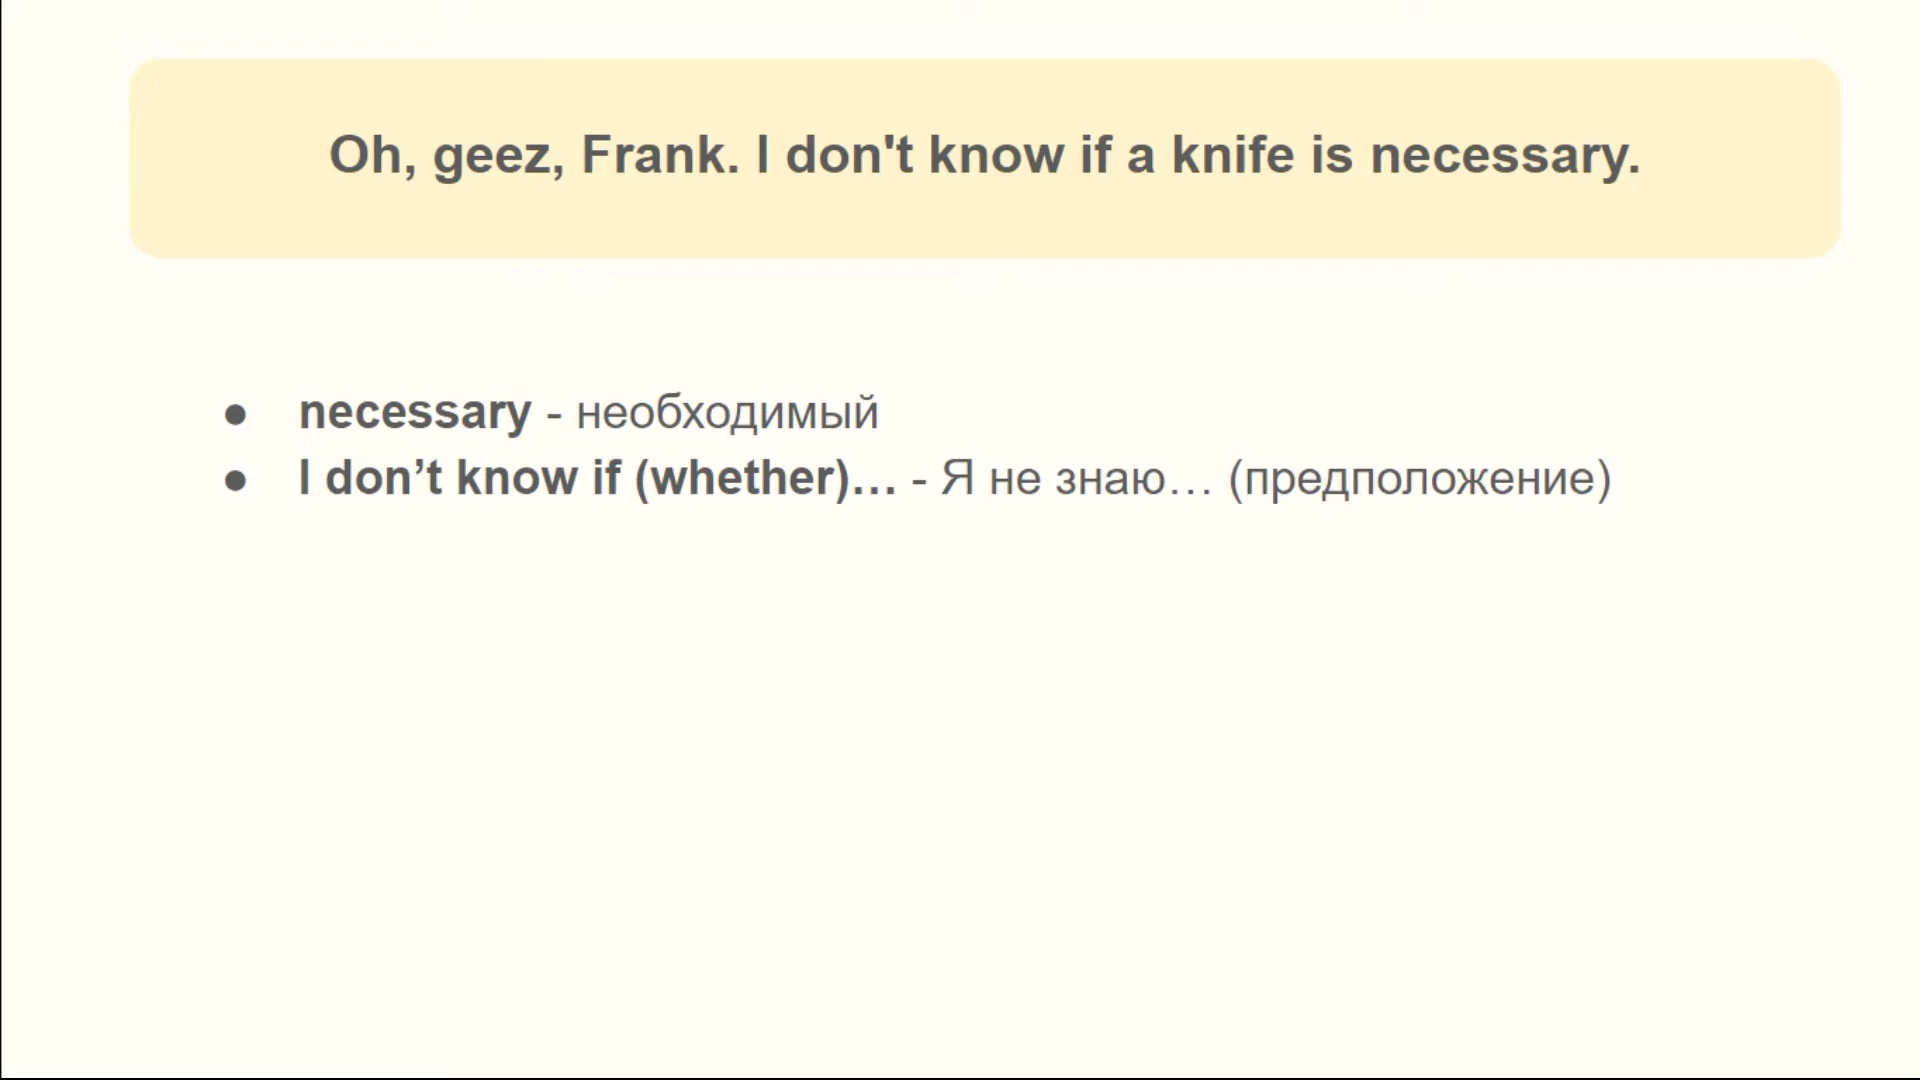 Oh, geez, Frank. I don't know if a knife is necessary.
● necessary - необходимый
● I don’t know if (whether)… - Я не знаю… (предположение)